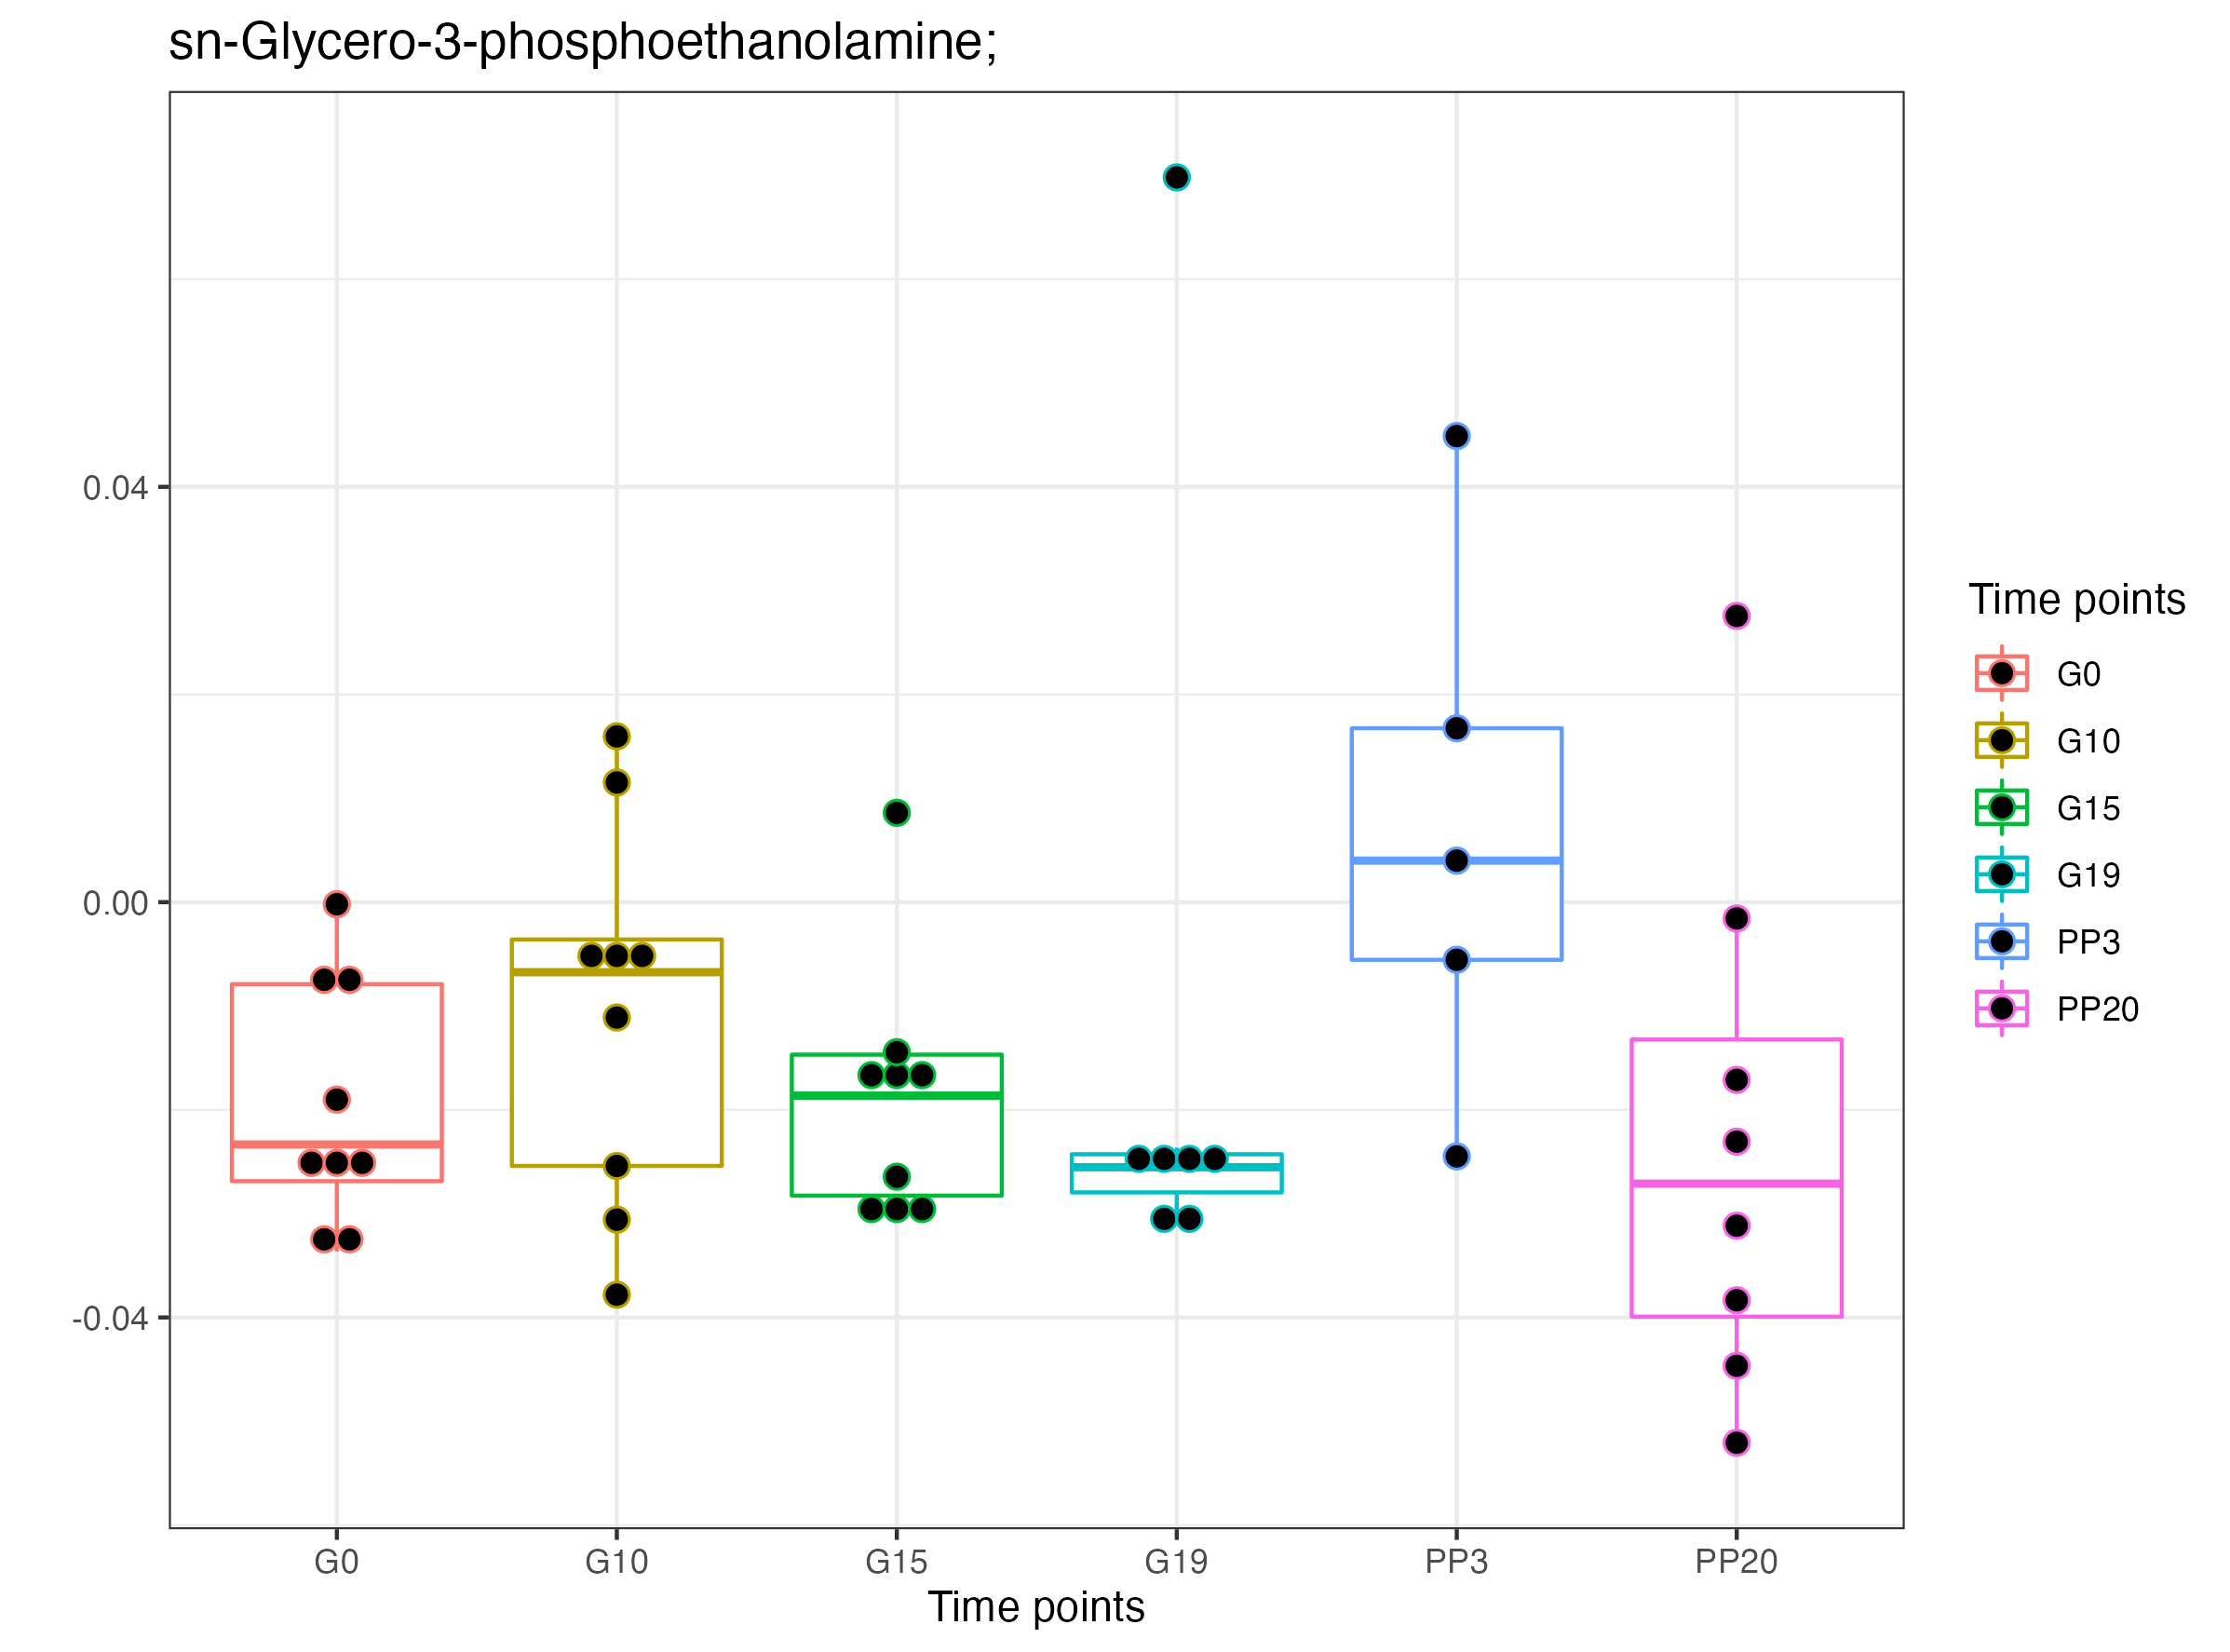 sn-Glycero-3-phosphoethanolamine;
0.04
0.00
-0.04
G0 G10 G15 G19 PP3 PP20
Time points
Time points
G0
G10
G15
G19
PP3
PP20